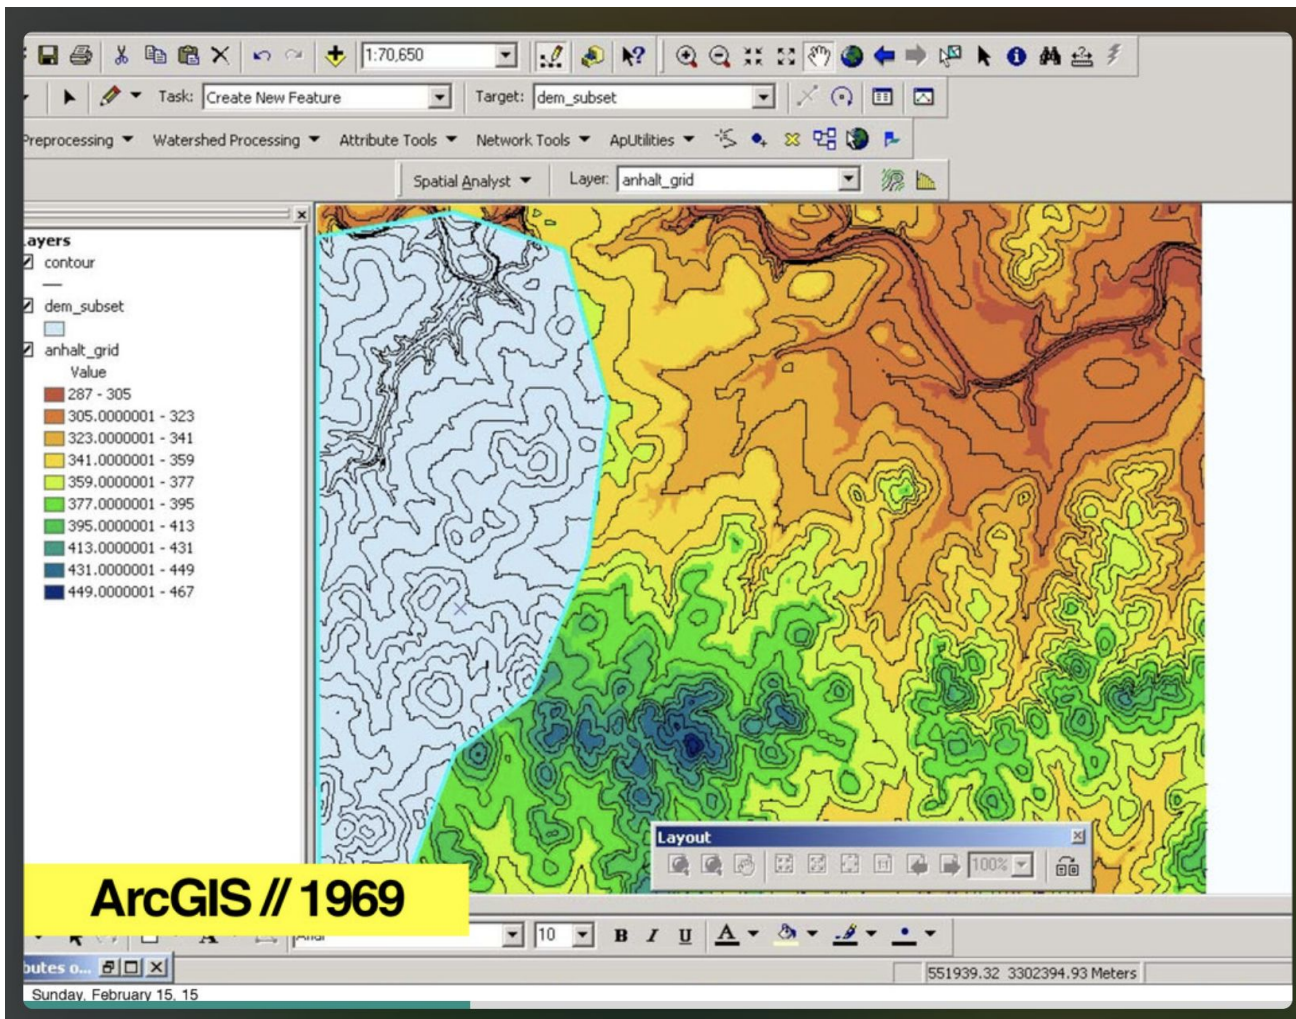 1:70,650
Task: Create New Feature Target: dem_subset
Preprocessing Watershed Processing Attribute Tools Network Tools ApUtilities
Spatial Analyst Layer: anhalt_grid
Layers
contour
dem_subset
anhalt_grid
Value
287 - 305
305.0000001 - 323
323.0000001 - 341
341.0000001 - 359
359.0000001 - 377
377.0000001 - 395
395.0000001 - 413
413.0000001 - 431
431.0000001 - 449
449.0000001 - 467
Layout
1:1
100%
ArcGIS // 1969
10 B I U A
butes o...
551939.32 3302394.93 Meters
Sunday, February 15, 15